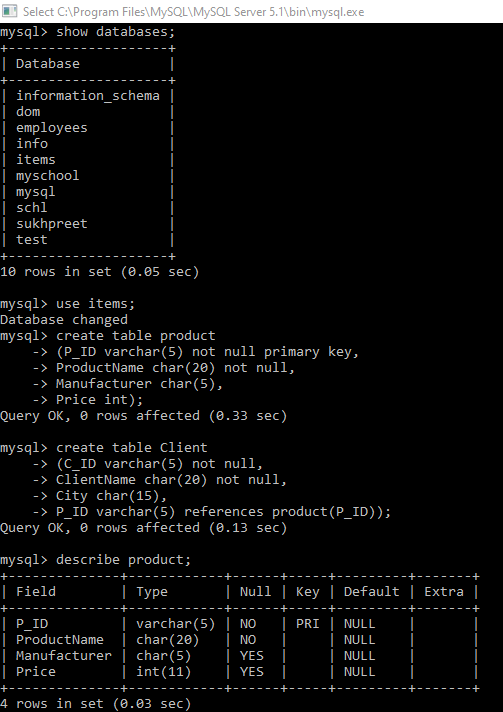 Select C:\Program Files\MySQL\MySQL Server 5.1\bin\mysql.exe
mysql> show databases;
+--------------------+
| Database           |
+--------------------+
| information_schema |
| dom                |
| employees          |
| info               |
| items              |
| myschool           |
| mysql              |
| schl               |
| sukhpreet          |
| test               |
+--------------------+
10 rows in set (0.05 sec)

mysql> use items;
Database changed
mysql> create table product
    -> (P_ID varchar(5) not null primary key,
    -> ProductName char(20) not null,
    -> Manufacturer char(5),
    -> Price int);
Query OK, 0 rows affected (0.33 sec)

mysql> create table Client
    -> (C_ID varchar(5) not null,
    -> ClientName char(20) not null,
    -> City char(15),
    -> P_ID varchar(5) references product(P_ID));
Query OK, 0 rows affected (0.13 sec)

mysql> describe product;
+--------------+------------+------+-----+---------+-------+
| Field        | Type       | Null | Key | Default | Extra |
+--------------+------------+------+-----+---------+-------+
| P_ID         | varchar(5) | NO   | PRI | NULL    |       |
| ProductName  | char(20)   | NO   |     | NULL    |       |
| Manufacturer | char(5)    | YES  |     | NULL    |       |
| Price        | int(11)    | YES  |     | NULL    |       |
+--------------+------------+------+-----+---------+-------+
4 rows in set (0.03 sec)